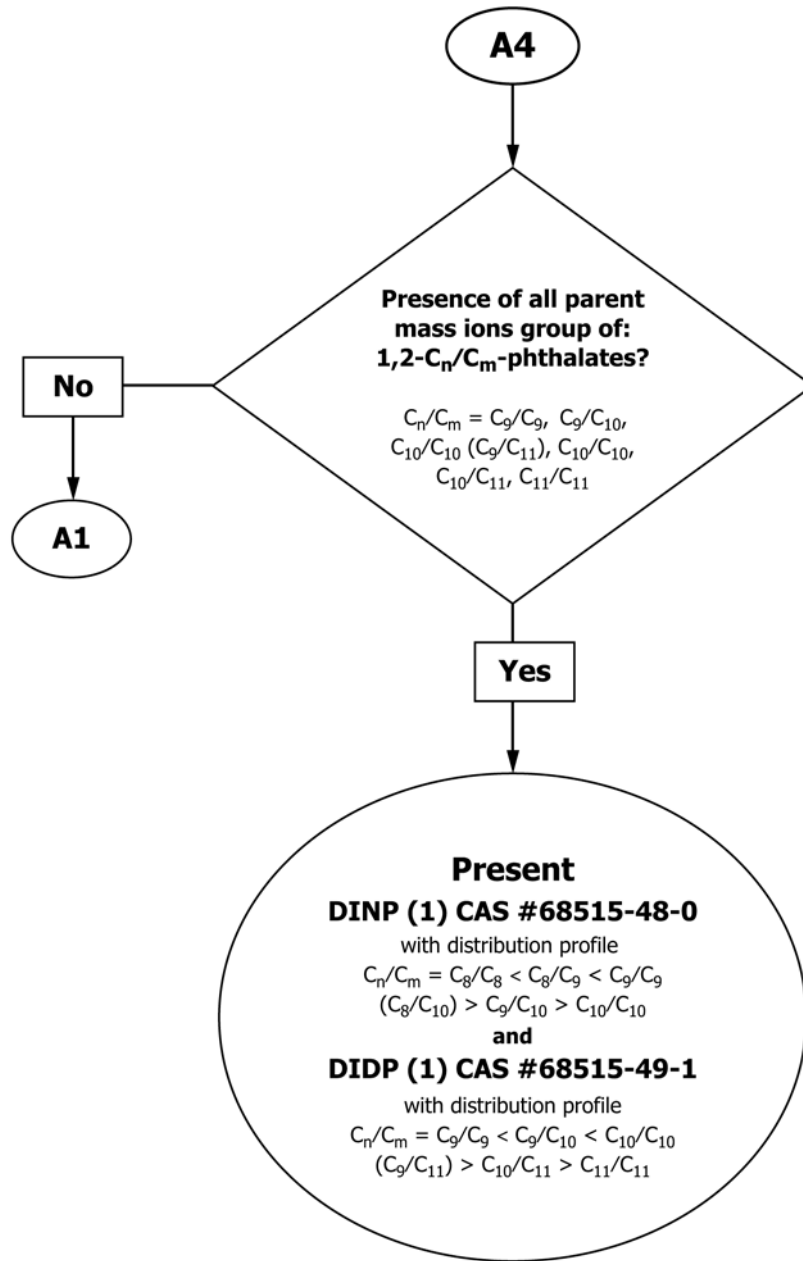 A4
Presence of all parent
mass ions group of:
1,2-Cₙ/Cₘ-phthalates?
Cₙ/Cₘ = C₉/C₉, C₉/C₁₀,
C₁₀/C₁₀ (C₉/C₁₁), C₁₀/C₁₀,
C₁₀/C₁₁, C₁₁/C₁₁
No
A1
Yes
Present
DINP (1) CAS #68515-48-0
with distribution profile
Cₙ/Cₘ = C₈/C₈ < C₈/C₉ < C₉/C₉
(C₈/C₁₀) > C₉/C₁₀ > C₁₀/C₁₀
and
DIDP (1) CAS #68515-49-1
with distribution profile
Cₙ/Cₘ = C₉/C₉ < C₉/C₁₀ < C₁₀/C₁₀
(C₉/C₁₁) > C₁₀/C₁₁ > C₁₁/C₁₁